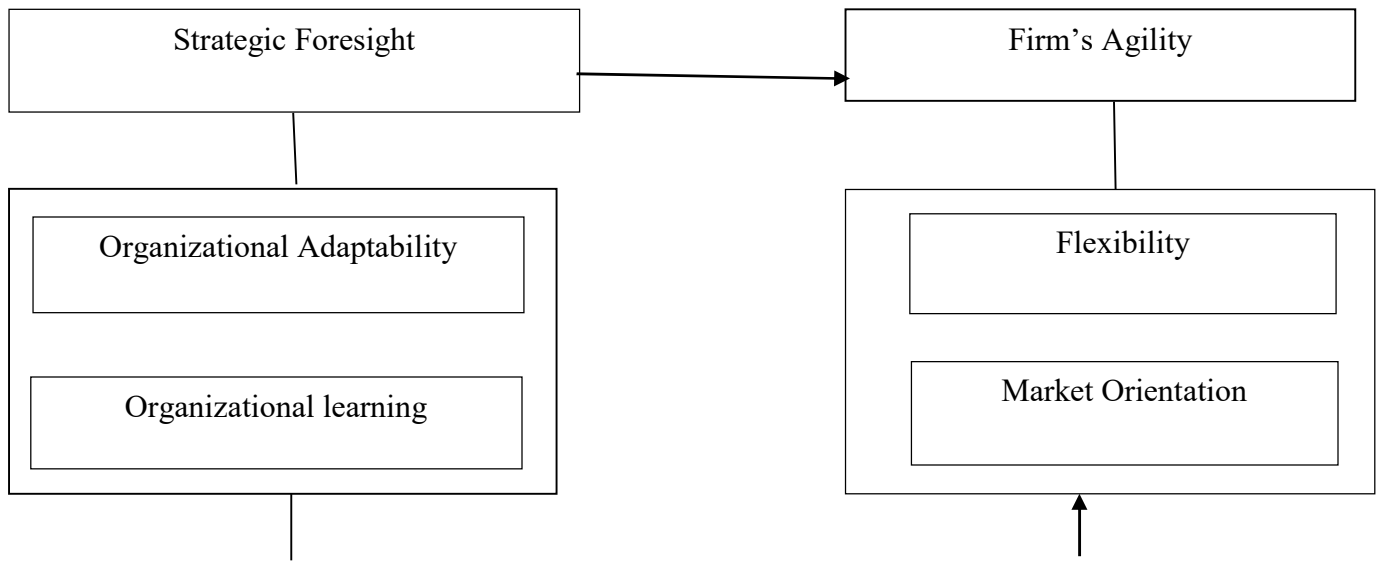 Strategic Foresight
Firm’s Agility
Organizational Adaptability
Organizational learning
Flexibility
Market Orientation